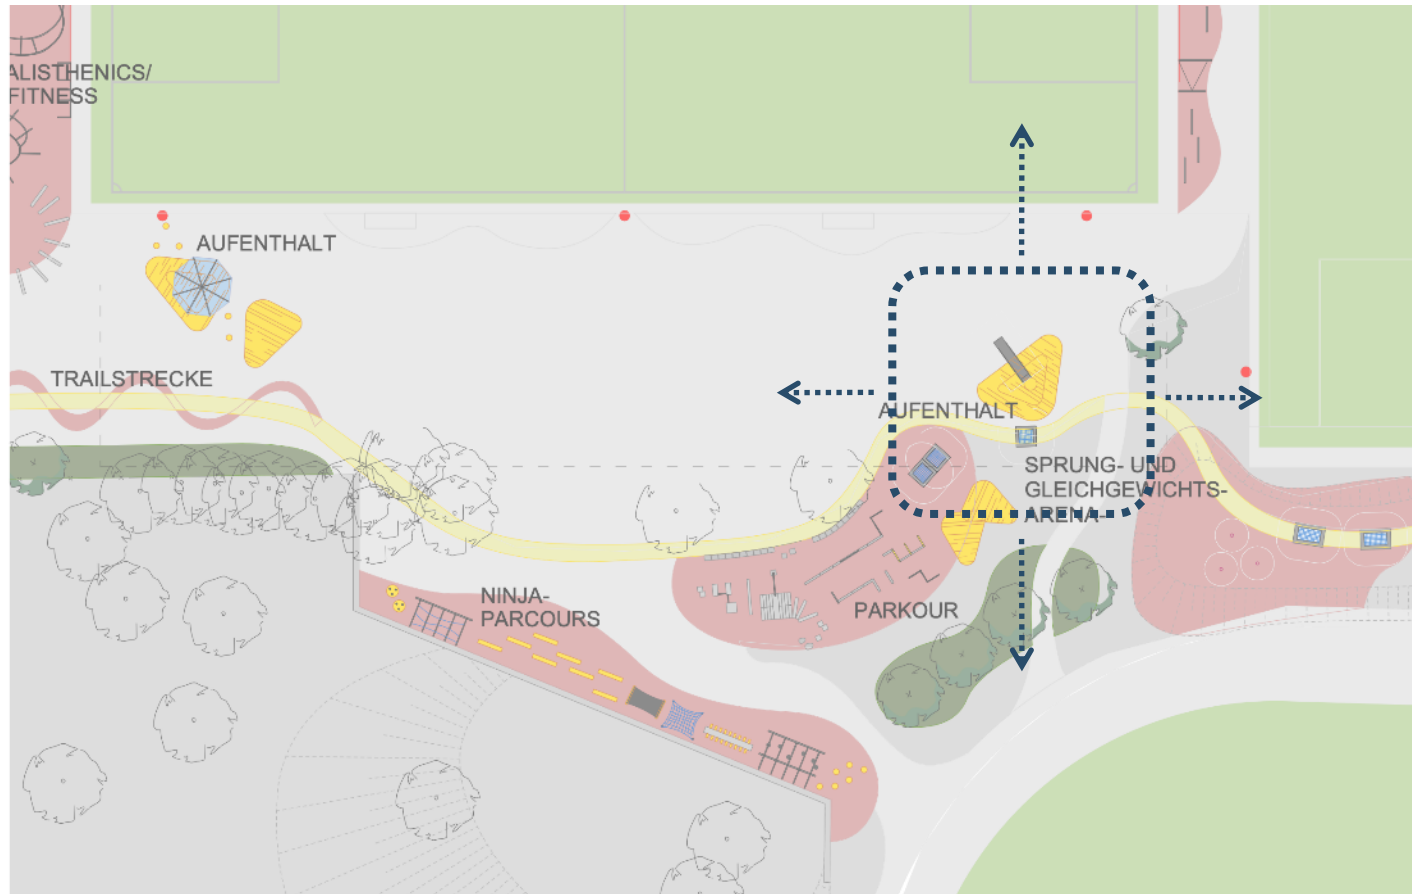 ALISTHENICS/
FITNESS
AUFENTHALT
TRAILSTRECKE
AUFENTHALT
SPRUNG- UND
GLEICHGEWICHTS-
ARENA
NINJA-
PARCOURS
PARKOUR